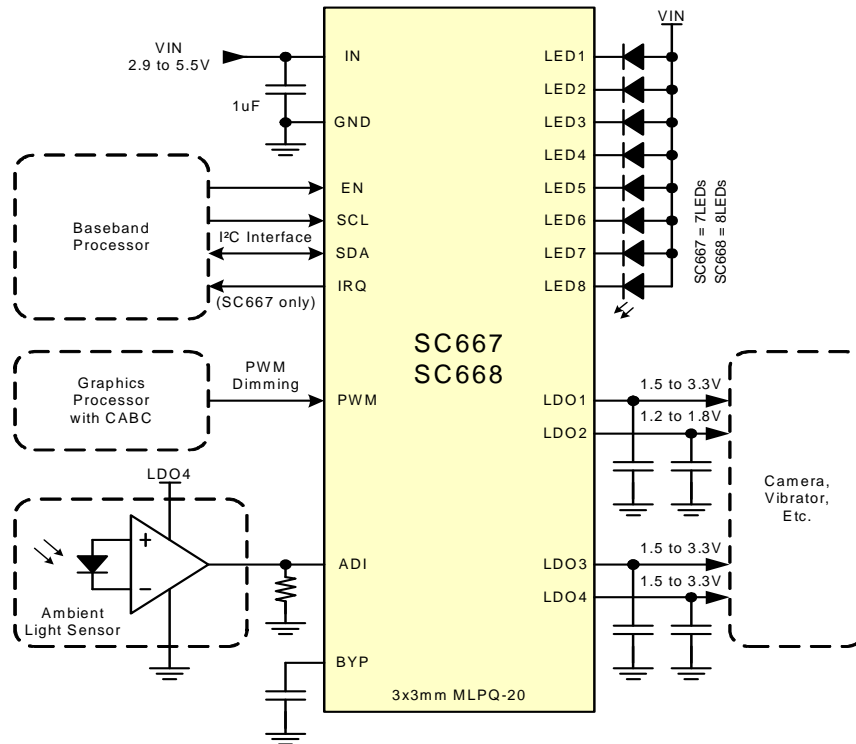 VIN
2.9 to 5.5V
1uF
IN
GND
EN
SCL
SDA
IRQ
PWM
ADI
BYP
Baseband
Processor
I²C Interface
(SC667 only)
Graphics
Processor
with CABC
PWM
Dimming
LDO4
+
−
Ambient
Light Sensor
SC667
SC668
3x3mm MLPQ-20
VIN
LED1
LED2
LED3
LED4
LED5
LED6
LED7
LED8
SC667 = 7LEDs
SC668 = 8LEDs
LDO1
LDO2
LDO3
LDO4
1.5 to 3.3V
1.2 to 1.8V
1.5 to 3.3V
1.5 to 3.3V
Camera,
Vibrator,
Etc.